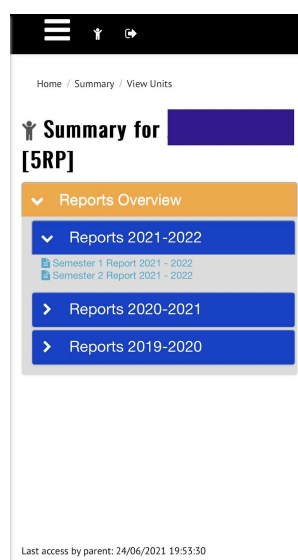 Home / Summary / View Units
Summary for
[5RP]
Reports Overview
Reports 2021-2022
Semester 1 Report 2021 - 2022
Semester 2 Report 2021 - 2022
Reports 2020-2021
Reports 2019-2020
Last access by parent: 24/06/2021 19:53:30